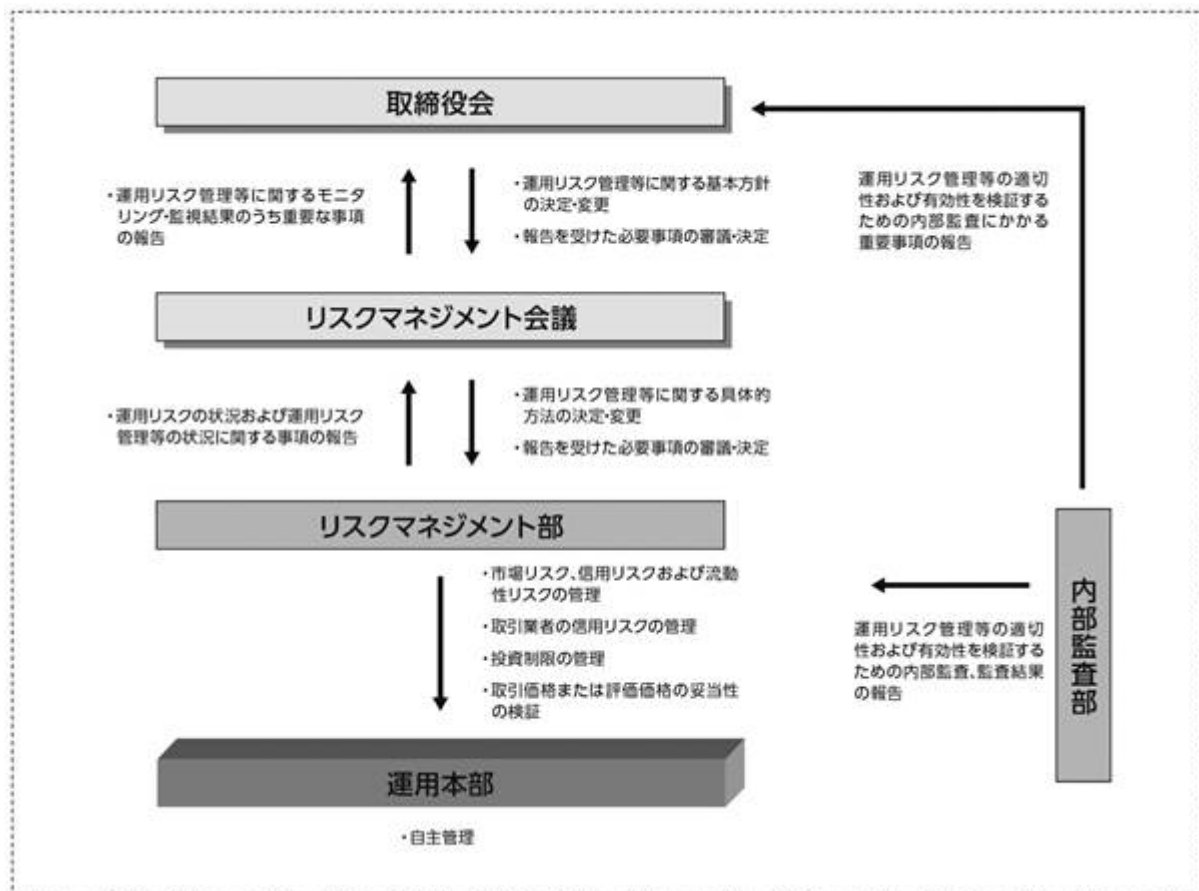 取締役会
・運用リスク管理等に関するモニタ
リング・監視結果のうち重要な事項
の報告
・運用リスク管理等に関する基本方針
の決定・変更
・報告を受けた必要事項の審議・決定
運用リスク管理等の適切
性および有効性を検証する
ための内部監査にかかる
重要事項の報告
リスクマネジメント会議
・運用リスクの状況および運用リスク
管理等の状況に関する事項の報告
・運用リスク管理等に関する具体的
方法の決定・変更
・報告を受けた必要事項の審議・決定
リスクマネジメント部
・市場リスク、信用リスクおよび流動
性リスクの管理
・取引業者の信用リスクの管理
・投資制限の管理
・取引価格または評価価格の妥当性
の検証
運用リスク管理等の適切
性および有効性を検証する
ための内部監査、監査結果
の報告
内部監査部
運用本部
・自主管理